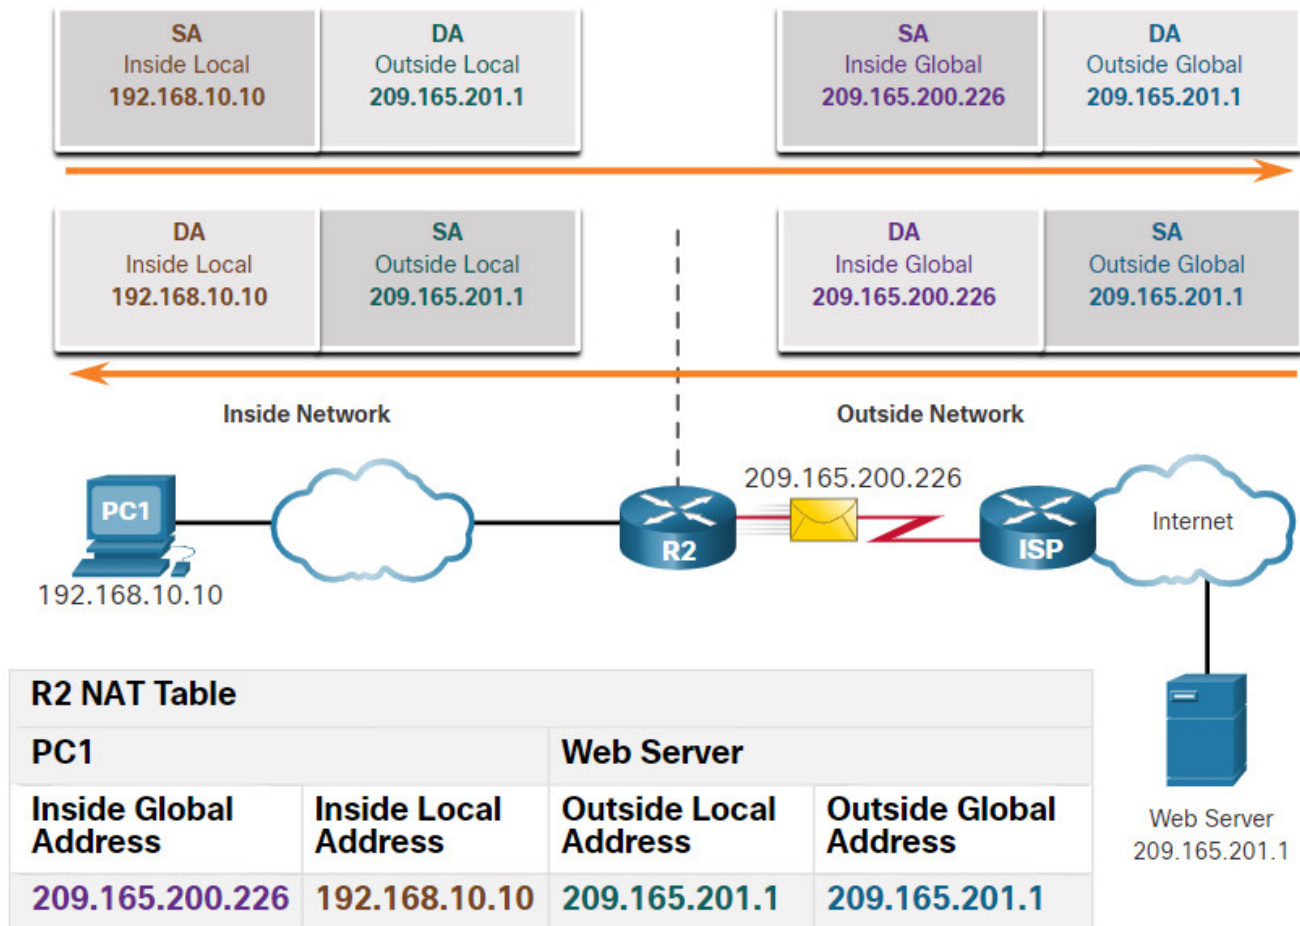 SA
Inside Local
192.168.10.10
DA
Outside Local
209.165.201.1
SA
Inside Global
209.165.200.226
DA
Outside Global
209.165.201.1
DA
Inside Local
192.168.10.10
SA
Outside Local
209.165.201.1
DA
Inside Global
209.165.200.226
SA
Outside Global
209.165.201.1
Inside Network
Outside Network
209.165.200.226
PC1
R2
ISP
Internet
192.168.10.10
Web Server
209.165.201.1
R2 NAT Table
PC1
Web Server
Inside Global
Address
Inside Local
Address
Outside Local
Address
Outside Global
Address
209.165.200.226
192.168.10.10
209.165.201.1
209.165.201.1